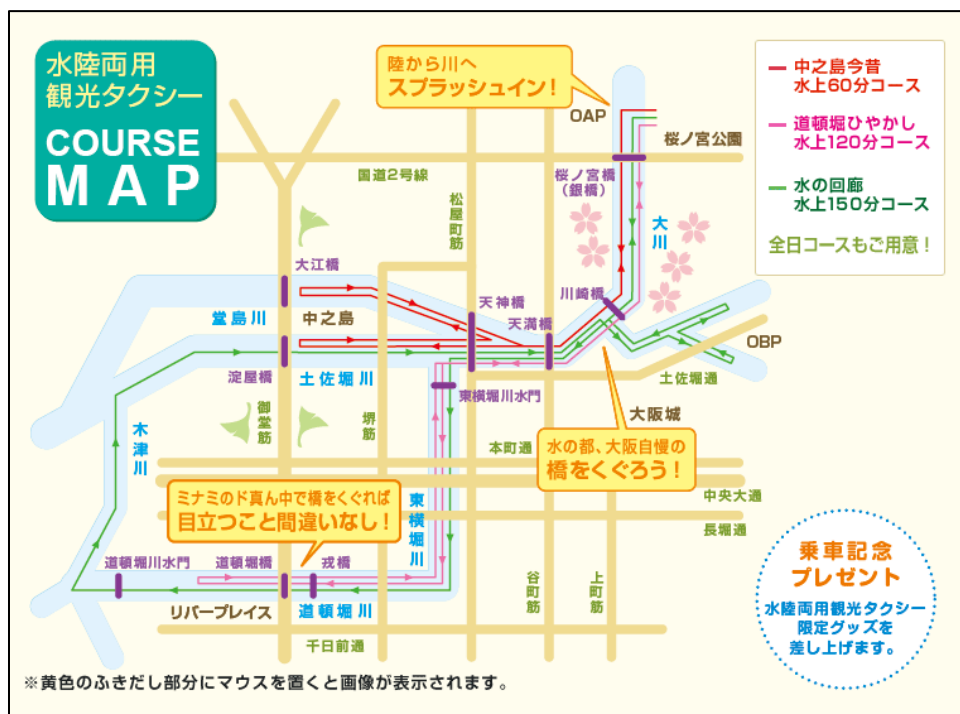 水陸両用
観光タクシー
COURSE
MAP
陸から川へ
スプラッシュイン！
中之島今昔
水上60分コース
道頓堀ひやかし
水上120分コース
水の回廊
水上150分コース
全日コースもご用意！
OAP
桜ノ宮公園
国道2号線
桜ノ宮橋
（銀橋）
松屋町筋
大川
大江橋
川崎橋
天神橋
天満橋
堂島川
中之島
OBP
淀屋橋
土佐堀川
土佐堀通
東横堀川水門
御堂筋
堺筋
大阪城
木津川
本町通
水の都、大阪自慢の
橋をくぐろう！
ミナミのド真ん中で橋をくぐれば
目立つこと間違いなし！
東横堀川
中央大通
長堀通
道頓堀川水門
道頓堀橋
戎橋
谷町筋
上町筋
リバープレイス
道頓堀川
千日前通
乗車記念
プレゼント
水陸両用観光タクシー
限定グッズを
差し上げます。
※黄色のふきだし部分にマウスを置くと画像が表示されます。